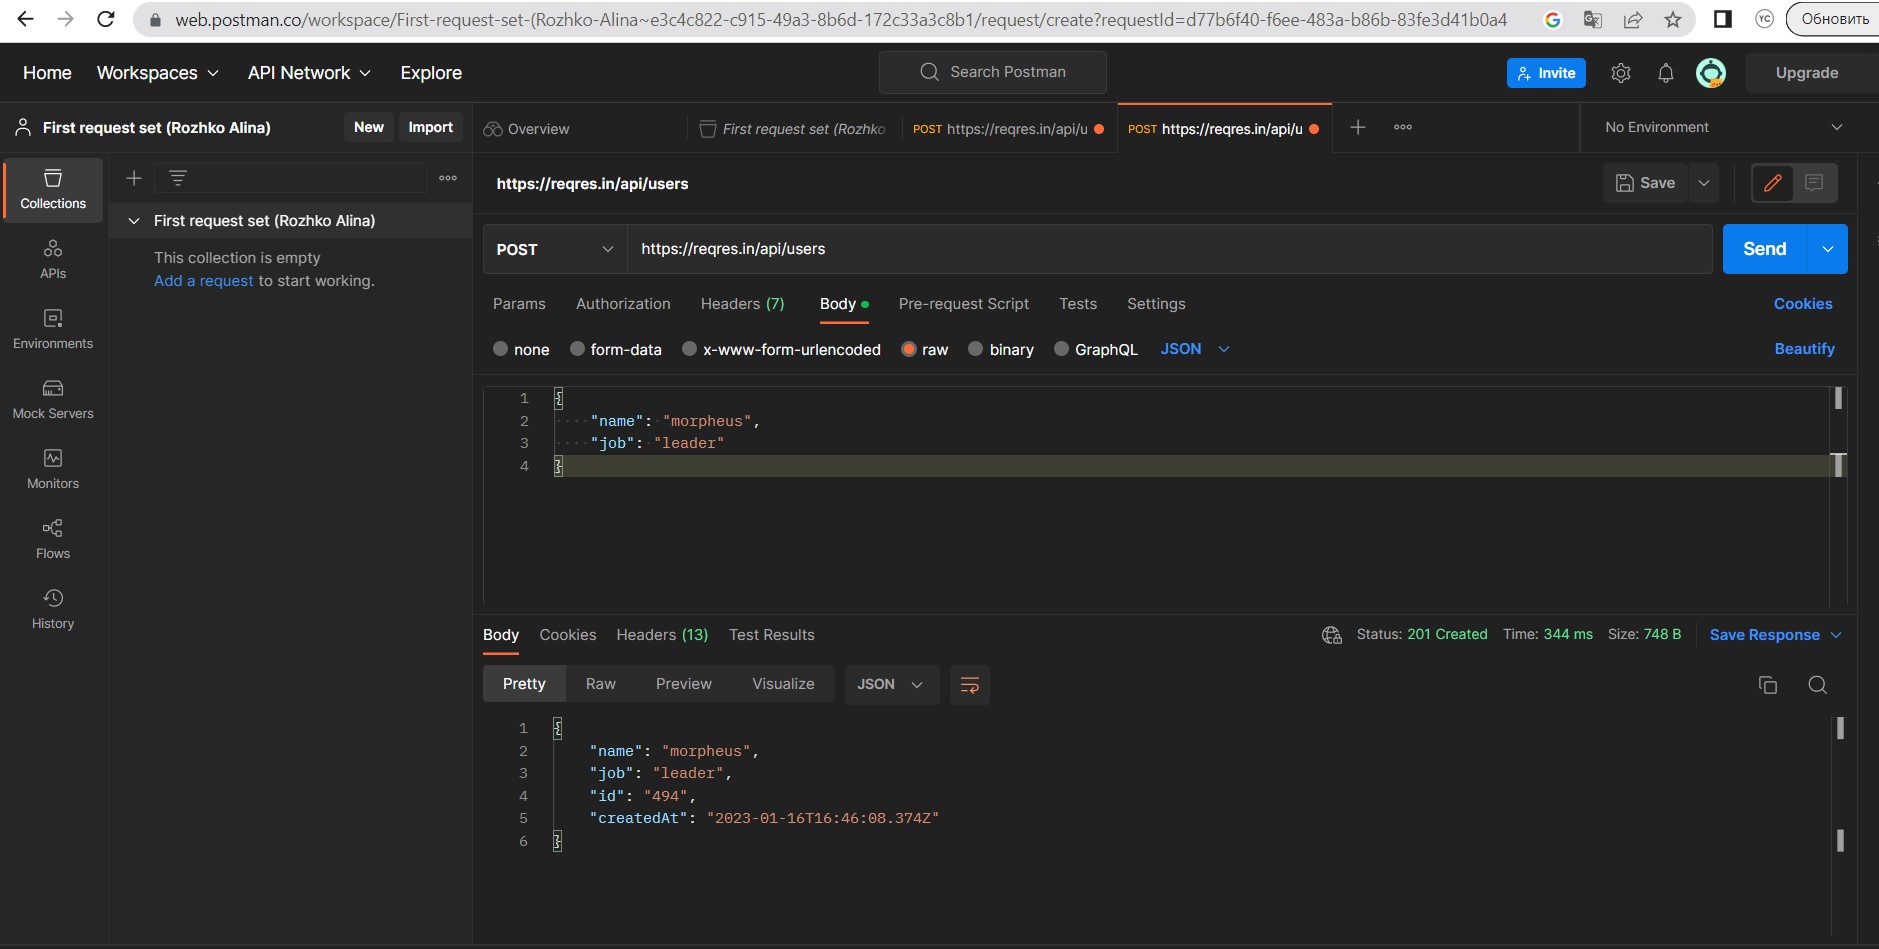 web.postman.co/workspace/First-request-set-(Rozhko-Alina~e3c4c822-c915-49a3-8b6d-172c33a3c8b1/request/create?requestId=d77b6f40-f6ee-483a-b86b-83fe3d41b0a4 YC Обновить
Home Workspaces API Network Explore Search Postman Invite Upgrade
First request set (Rozhko Alina) New Import Overview First request set (Rozhko POST https://reqres.in/api/u POST https://reqres.in/api/u No Environment
Collections
APIs
Environments
Mock Servers
Monitors
Flows
History
First request set (Rozhko Alina)
This collection is empty
Add a request to start working.
https://reqres.in/api/users Save
POST https://reqres.in/api/users Send
Params Authorization Headers (7) Body Pre-request Script Tests Settings Cookies
none form-data x-www-form-urlencoded raw binary GraphQL JSON Beautify
1 {
2 "name": "morpheus",
3 "job": "leader"
4 }
Body Cookies Headers (13) Test Results Status: 201 Created Time: 344 ms Size: 748 B Save Response
Pretty Raw Preview Visualize JSON
1 {
2 "name": "morpheus",
3 "job": "leader",
4 "id": "494",
5 "createdAt": "2023-01-16T16:46:08.374Z"
6 }